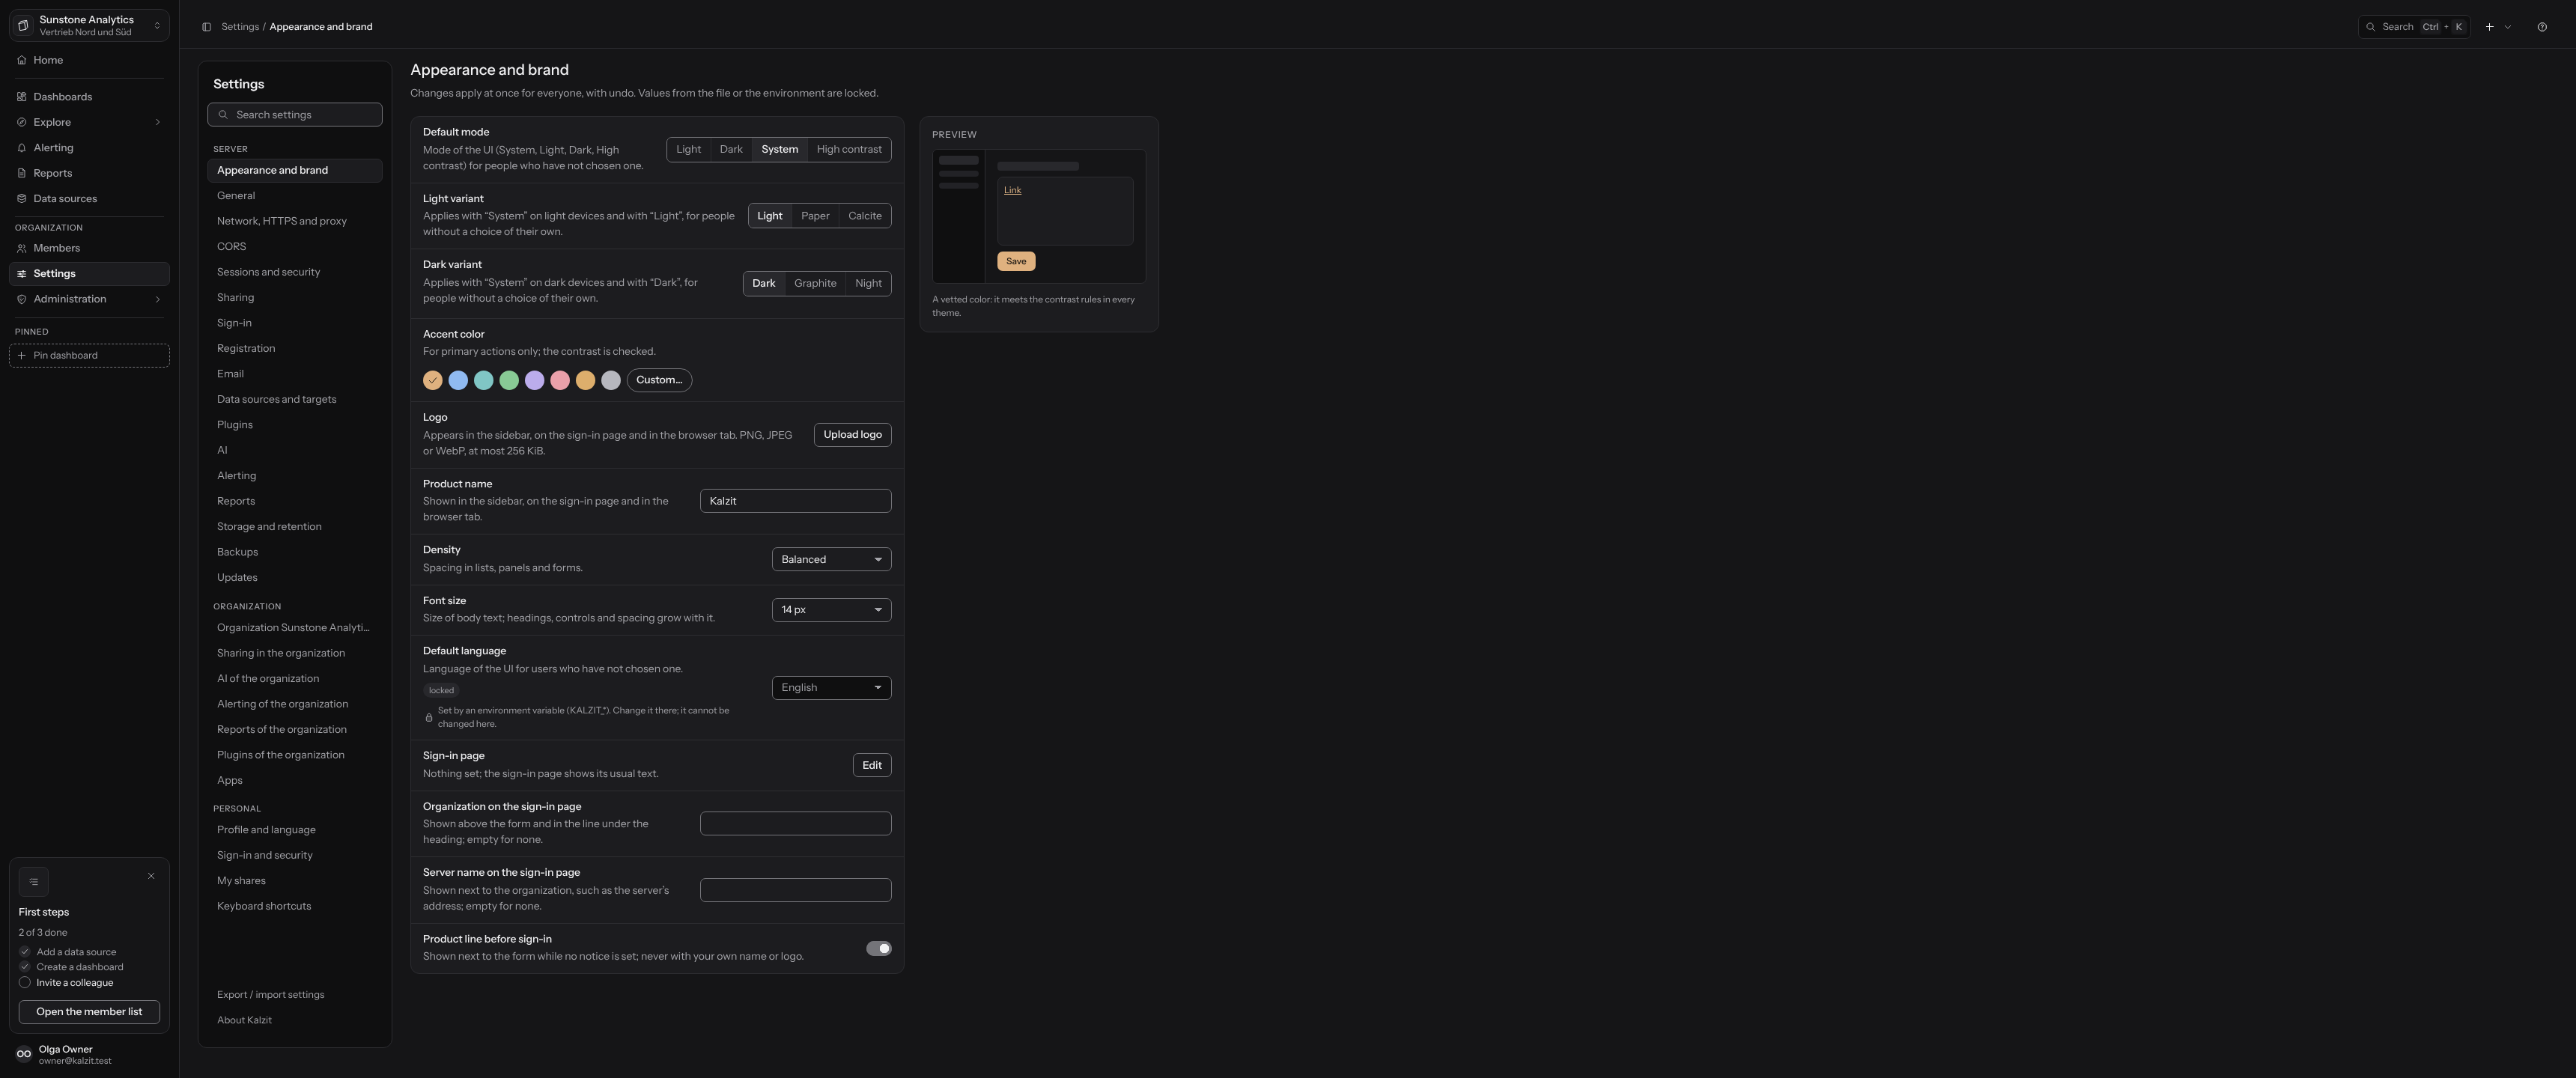 Sunstone Analytics
Vertrieb Nord und Süd
Home
Dashboards
Explore
Alerting
Reports
Data sources
ORGANIZATION
Members
Settings
Administration
PINNED
Pin dashboard
First steps
2 of 3 done
Add a data source
Create a dashboard
Invite a colleague
Open the member list
OO
Olga Owner
owner@kalzit.test
Settings / Appearance and brand
Search Ctrl + K
Settings
Search settings
SERVER
Appearance and brand
General
Network, HTTPS and proxy
CORS
Sessions and security
Sharing
Sign-in
Registration
Email
Data sources and targets
Plugins
AI
Alerting
Reports
Storage and retention
Backups
Updates
ORGANIZATION
Organization Sunstone Analyti...
Sharing in the organization
AI of the organization
Alerting of the organization
Reports of the organization
Plugins of the organization
Apps
PERSONAL
Profile and language
Sign-in and security
My shares
Keyboard shortcuts
Export / import settings
About Kalzit
Appearance and brand
Changes apply at once for everyone, with undo. Values from the file or the environment are locked.
Default mode
Mode of the UI (System, Light, Dark, High
contrast) for people who have not chosen one.
Light Dark System High contrast
Light variant
Applies with “System” on light devices and with “Light”, for people
without a choice of their own.
Light Paper Calcite
Dark variant
Applies with “System” on dark devices and with “Dark”, for
people without a choice of their own.
Dark Graphite Night
Accent color
For primary actions only; the contrast is checked.
Custom...
Logo
Appears in the sidebar, on the sign-in page and in the browser tab. PNG, JPEG
or WebP, at most 256 KiB.
Upload logo
Product name
Shown in the sidebar, on the sign-in page and in the
browser tab.
Kalzit
Density
Spacing in lists, panels and forms.
Balanced
Font size
Size of body text; headings, controls and spacing grow with it.
14 px
Default language
Language of the UI for users who have not chosen one.
locked
Set by an environment variable (KALZIT_*). Change it there; it cannot be
changed here.
English
Sign-in page
Nothing set; the sign-in page shows its usual text.
Edit
Organization on the sign-in page
Shown above the form and in the line under the
heading; empty for none.
Server name on the sign-in page
Shown next to the organization, such as the server's
address; empty for none.
Product line before sign-in
Shown next to the form while no notice is set; never with your own name or logo.
PREVIEW
Link
Save
A vetted color: it meets the contrast rules in every
theme.